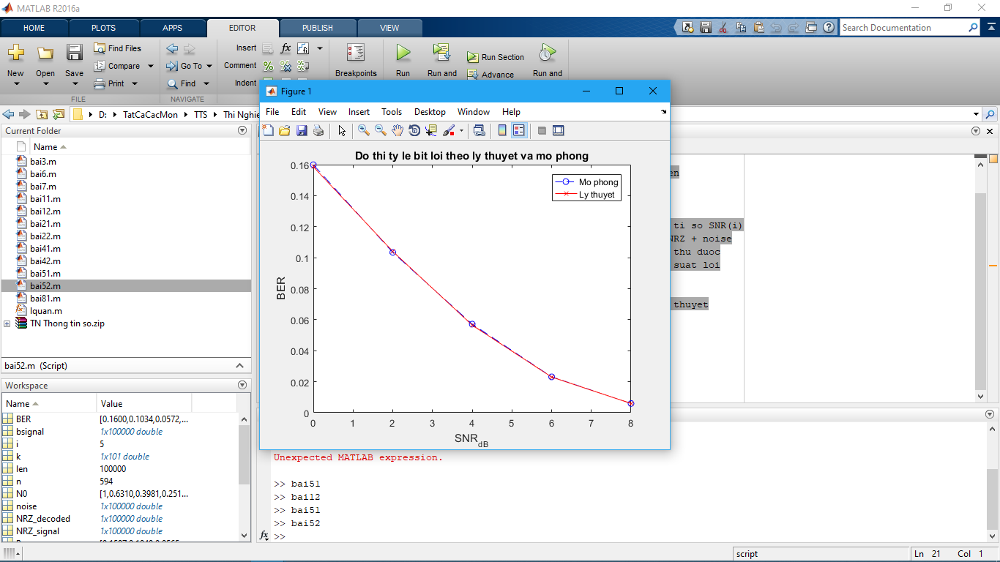 MATLAB R2016a
HOME PLOTS APPS EDITOR PUBLISH VIEW
Search Documentation
New Open Save
Find Files
Compare
Print
Go To
Find
Insert
Comment
Indent
Breakpoints
Run
Run and
Run Section
Advance
Run and
FILE
NAVIGATE
D: TatCaCacMon TTS Thi Nghie
Current Folder
Name
bai3.m
bai6.m
bai7.m
bai11.m
bai12.m
bai21.m
bai22.m
bai41.m
bai42.m
bai51.m
bai52.m
bai81.m
lquan.m
TN Thong tin so.zip
bai52.m (Script)
Workspace
Name Value
BER [0.1600,0.1034,0.0572,...
bsignal 1x100000 double
i 5
k 1x101 double
len 100000
n 594
N0 [1,0.6310,0.3981,0.251...
noise 1x100000 double
NRZ_decoded 1x100000 double
NRZ_signal 1x100000 double
Figure 1
File Edit View Insert Tools Desktop Window Help
Do thi ty le bit loi theo ly thuyet va mo phong
Mo phong
Ly thuyet
BER
0.16
0.14
0.12
0.1
0.08
0.06
0.04
0.02
0
0 1 2 3 4 5 6 7 8
SNRdB
en
ti so SNR(i)
NRZ + noise
thu duoc
suat loi
thuyet
Unexpected MATLAB expression.
>> bai51
>> bai12
>> bai51
>> bai52
fx >>
script
Ln 21 Col 1